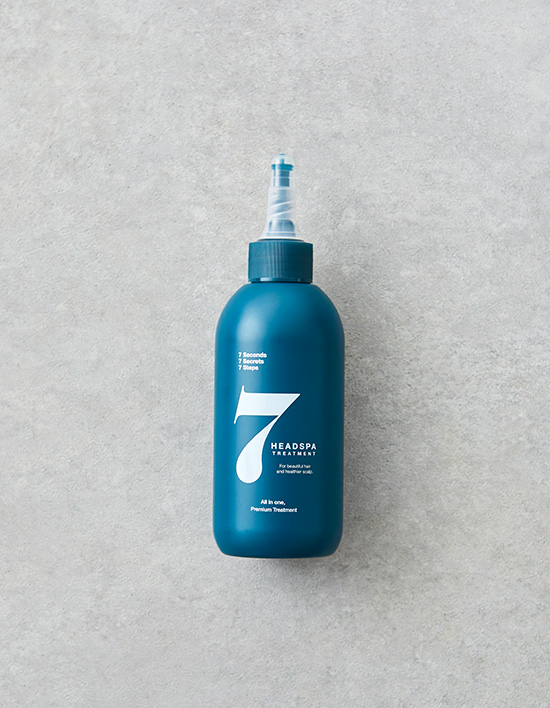 7 Seconds
7 Secrets
7 Steps
7
HEADSPA
TREATMENT
For beautiful hair
and healthier scalp.
All in one,
Premium Treatment